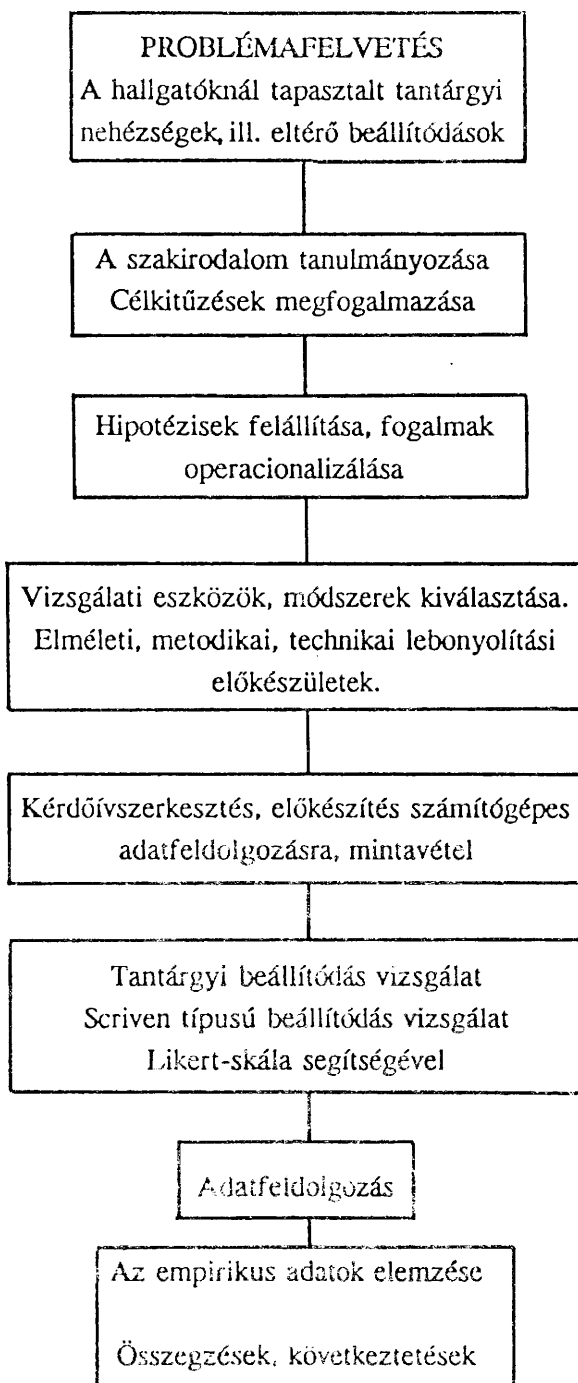 PROBLÉMAFELVETÉS
A hallgatóknál tapasztalt tantárgyi
nehézségek, ill. eltérő beállítódások
A szakirodalom tanulmányozása
Célkitűzések megfogalmazása
Hipotézisek felállítása, fogalmak
operacionalizálása
Vizsgálati eszközök, módszerek kiválasztása.
Elméleti, metodikai, technikai lebonyolítási
előkészületek.
Kérdőívszerkesztés, előkészítés számítógépes
adatfeldolgozásra, mintavétel
Tantárgyi beállítódás vizsgálat
Scriven típusú beállítódás vizsgálat
Likert-skála segítségével
Adatfeldolgozás
Az empirikus adatok elemzése
Összegzések, következtetések